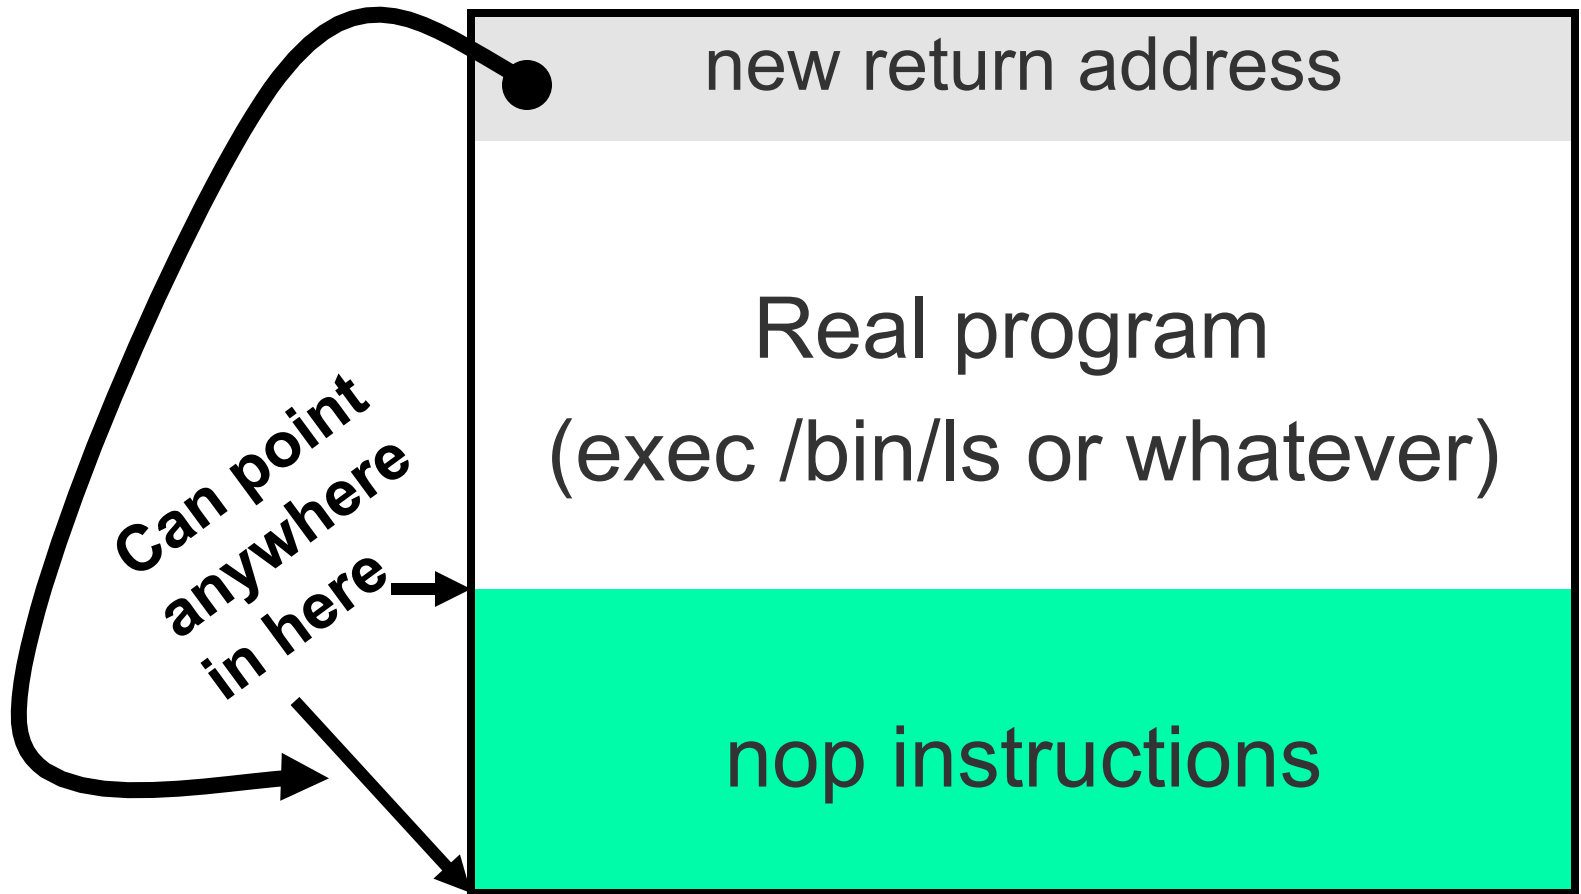 new return address
Real program
(exec /bin/ls or whatever)
Can point
anywhere
in here
nop instructions